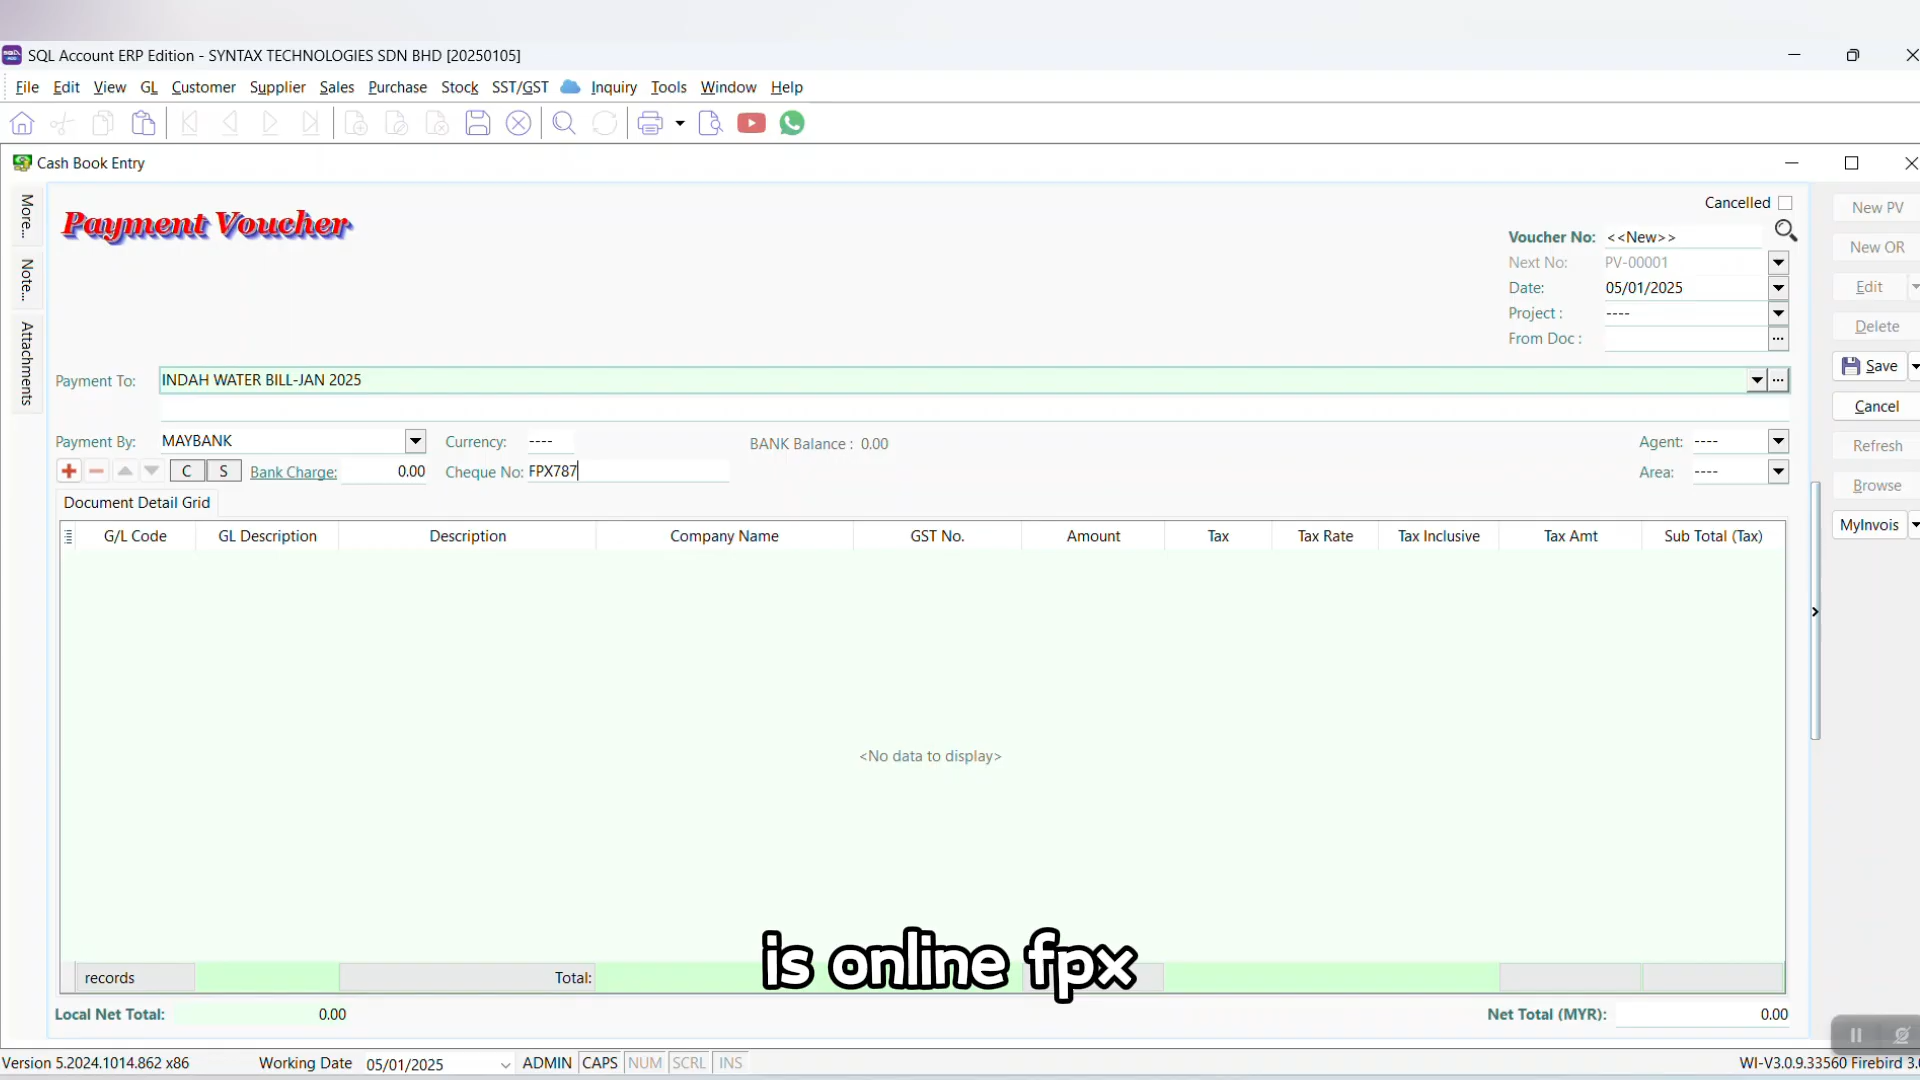 SQL Account ERP Edition - SYNTAX TECHNOLOGIES SDN BHD [20250105]
File Edit View GL Customer Supplier Sales Purchase Stock SST/GST Inquiry Tools Window Help
Cash Book Entry
More...
Note...
Attachments
Payment Voucher
Cancelled
Voucher No: <<New>>
Next No: PV-00001
Date: 05/01/2025
Project : ----
From Doc :
New PV
New OR
Edit
Delete
Save
Cancel
Refresh
Browse
MyInvois
Payment To: INDAH WATER BILL-JAN 2025
Payment By: MAYBANK Currency: ---- BANK Balance : 0.00 Agent: ----
C S Bank Charge: 0.00 Cheque No: FPX787 Area: ----
Document Detail Grid
G/L Code GL Description Description Company Name GST No. Amount Tax Tax Rate Tax Inclusive Tax Amt Sub Total (Tax)
<No data to display>
is online fpx
records Total:
Local Net Total: 0.00 Net Total (MYR): 0.00
Version 5.2024.1014.862 x86 Working Date 05/01/2025 ADMIN CAPS NUM SCRL INS WI-V3.0.9.33560 Firebird 3.